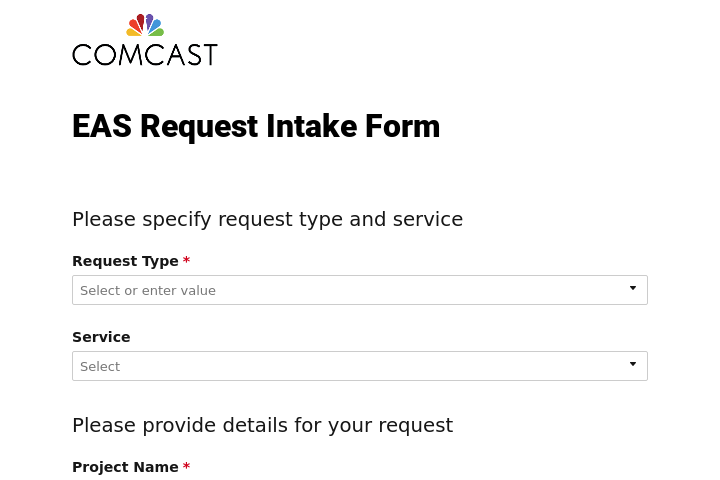 COMCAST
EAS Request Intake Form
Please specify request type and service
Request Type *
Select or enter value
Service
Select
Please provide details for your request
Project Name *